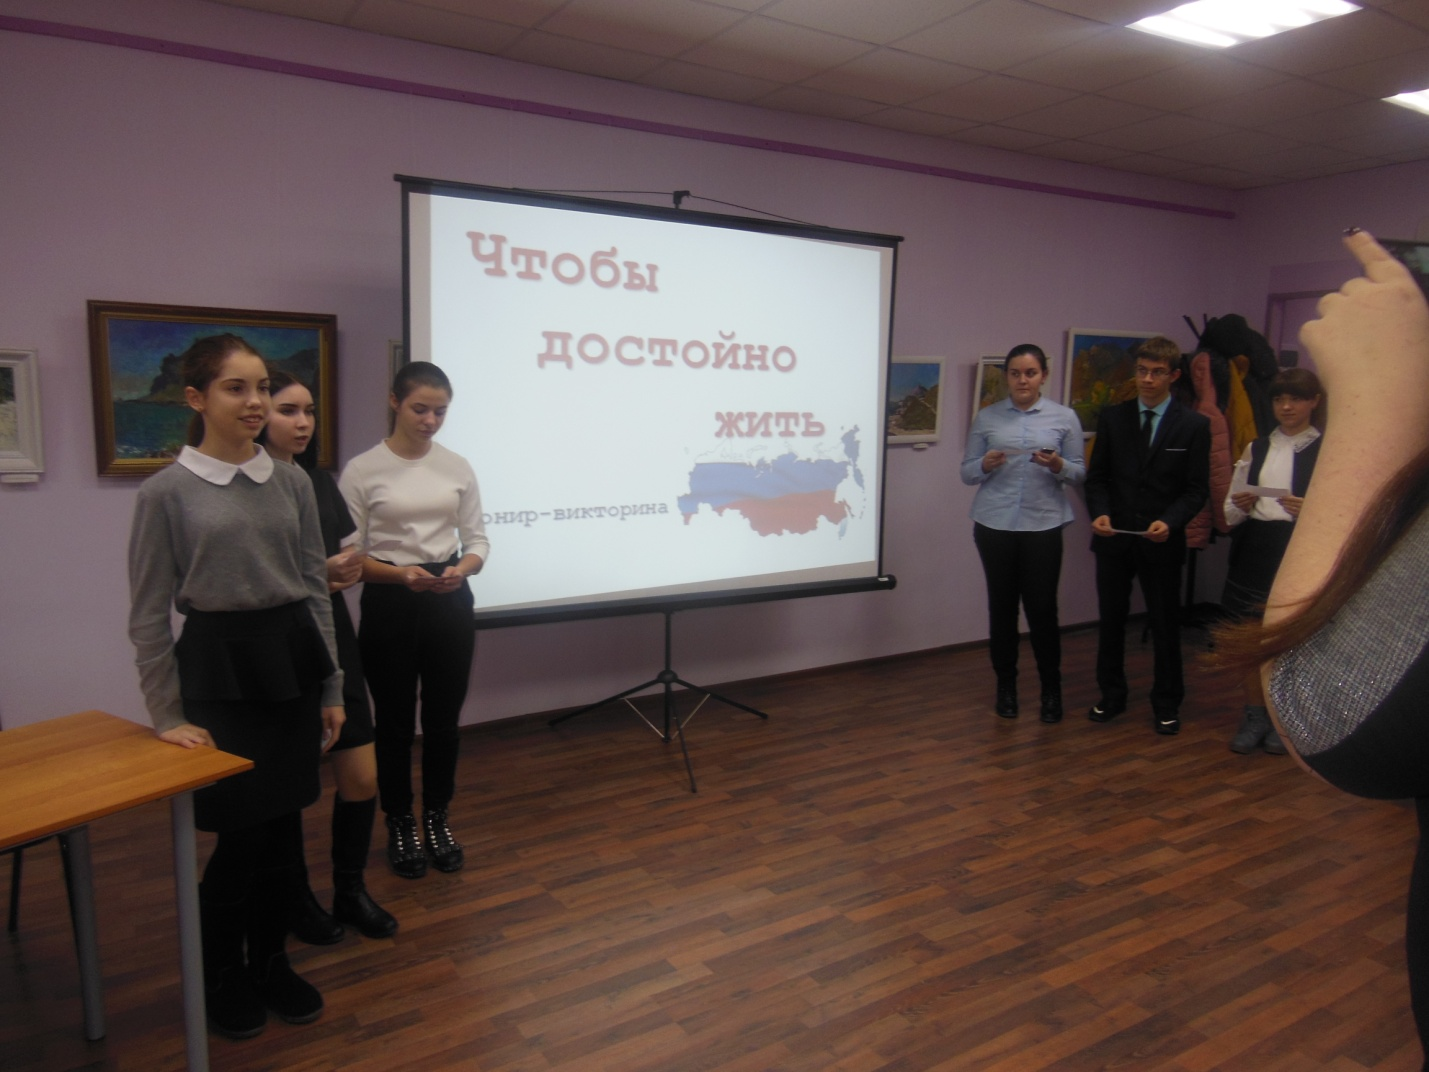 Чтобы
достойно
жить
онир-викторина